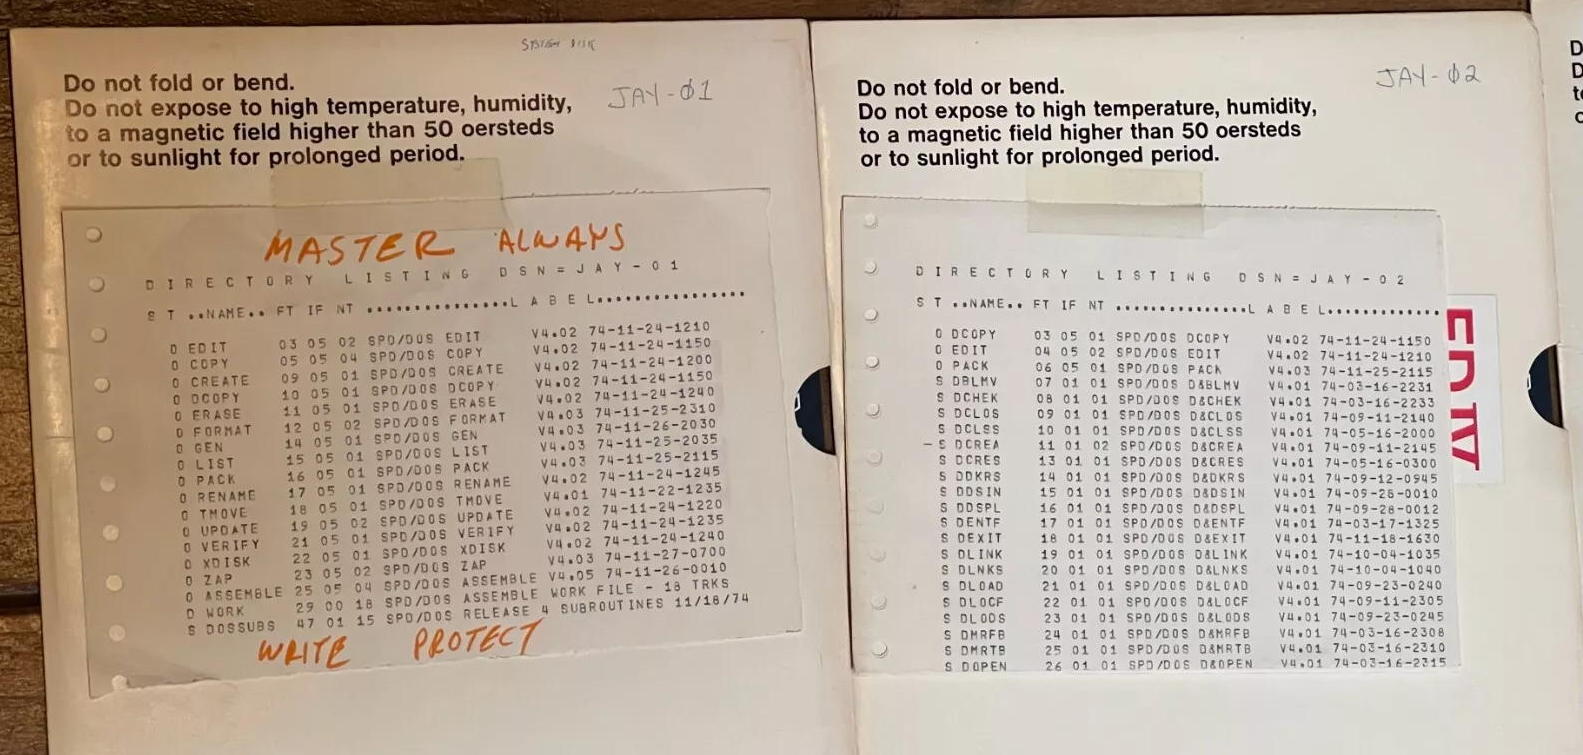 SYSTEM DISK
Do not fold or bend.
Do not expose to high temperature, humidity,
to a magnetic field higher than 50 oersteds
or to sunlight for prolonged period.
JAY-Ø1
MASTER ALWAYS
DIRECTORY LISTING DSN=JAY-01
S T ..NAME.. FT IF NT ...............L A B E L................
O EDIT 03 05 02 SPD/DOS EDIT V4.02 74-11-24-1210
O COPY 05 05 04 SPD/DOS COPY V4.02 74-11-24-1150
O CREATE 09 05 01 SPD/DOS CREATE V4.02 74-11-24-1200
O DCOPY 10 05 01 SPD/DOS DCOPY V4.02 74-11-24-1150
O ERASE 11 05 01 SPD/DOS ERASE V4.02 74-11-24-1240
O FORMAT 12 05 02 SPD/DOS FORMAT V4.03 74-11-25-2310
O GEN 14 05 01 SPD/DOS GEN V4.03 74-11-26-2030
O LIST 15 05 01 SPD/DOS LIST V4.03 74-11-25-2035
O PACK 16 05 01 SPD/DOS PACK V4.03 74-11-25-2115
O RENAME 17 05 01 SPD/DOS RENAME V4.02 74-11-24-1245
O TMOVE 18 05 01 SPD/DOS TMOVE V4.01 74-11-22-1235
O UPDATE 19 05 02 SPD/DOS UPDATE V4.02 74-11-24-1220
O VERIFY 21 05 01 SPD/DOS VERIFY V4.02 74-11-24-1235
O XDISK 22 05 01 SPD/DOS XDISK V4.02 74-11-24-1240
O ZAP 23 05 02 SPD/DOS ZAP V4.03 74-11-27-0700
O ASSEMBLE 25 05 04 SPD/DOS ASSEMBLE V4.05 74-11-26-0010
D WORK 29 00 18 SPD/DOS ASSEMBLE WORK FILE - 18 TRKS
S DOSSUBS 47 01 15 SPD/DOS RELEASE 4 SUBROUTINES 11/18/74
WRITE PROTECT
Do not fold or bend.
Do not expose to high temperature, humidity,
to a magnetic field higher than 50 oersteds
or to sunlight for prolonged period.
JAY-Ø2
DIRECTORY LISTING DSN=JAY-02
S T ..NAME.. FT IF NT ...............L A B E L................
O DCOPY 03 05 01 SPD/DOS DCOPY V4.02 74-11-24-1150
O EDIT 04 05 02 SPD/DOS EDIT V4.02 74-11-24-1210
O PACK 06 05 01 SPD/DOS PACK V4.03 74-11-25-2115
S DBLMV 07 01 01 SPD/DOS D&BLMV V4.01 74-03-16-2231
S DCHEK 08 01 01 SPD/DOS D&CHEK V4.01 74-03-16-2233
S DCLOS 09 01 01 SPD/DOS D&CLOS V4.01 74-09-11-2140
S DCLSS 10 01 01 SPD/DOS D&CLSS V4.01 74-05-16-2000
- S DCREA 11 01 02 SPD/DOS D&CREA V4.01 74-09-11-2145
S DCRES 13 01 01 SPD/DOS D&CRES V4.01 74-05-16-0300
S DDKRS 14 01 01 SPD/DOS D&DKRS V4.01 74-09-12-0945
S DDSIN 15 01 01 SPD/DOS D&DSIN V4.01 74-09-28-0010
S DDSPL 16 01 01 SPD/DOS D&DSPL V4.01 74-09-28-0012
S DENTF 17 01 01 SPD/DOS D&ENTF V4.01 74-03-17-1325
S DEXIT 18 01 01 SPD/DOS D&EXIT V4.01 74-11-18-1630
S DLINK 19 01 01 SPD/DOS D&LINK V4.01 74-10-04-1035
S DLNKS 20 01 01 SPD/DOS D&LNKS V4.01 74-10-04-1040
S DLOAD 21 01 01 SPD/DOS D&LOAD V4.01 74-09-23-0240
S DLOCF 22 01 01 SPD/DOS D&LOCF V4.01 74-09-11-2305
S DLODS 23 01 01 SPD/DOS D&LODS V4.01 74-09-23-0245
S DMRFB 24 01 01 SPD/DOS D&MRFB V4.01 74-03-16-2308
S DMRTB 25 01 01 SPD/DOS D&MRTB V4.01 74-03-16-2310
S DOPEN 26 01 01 SPD/DOS D&OPEN V4.01 74-03-16-2315